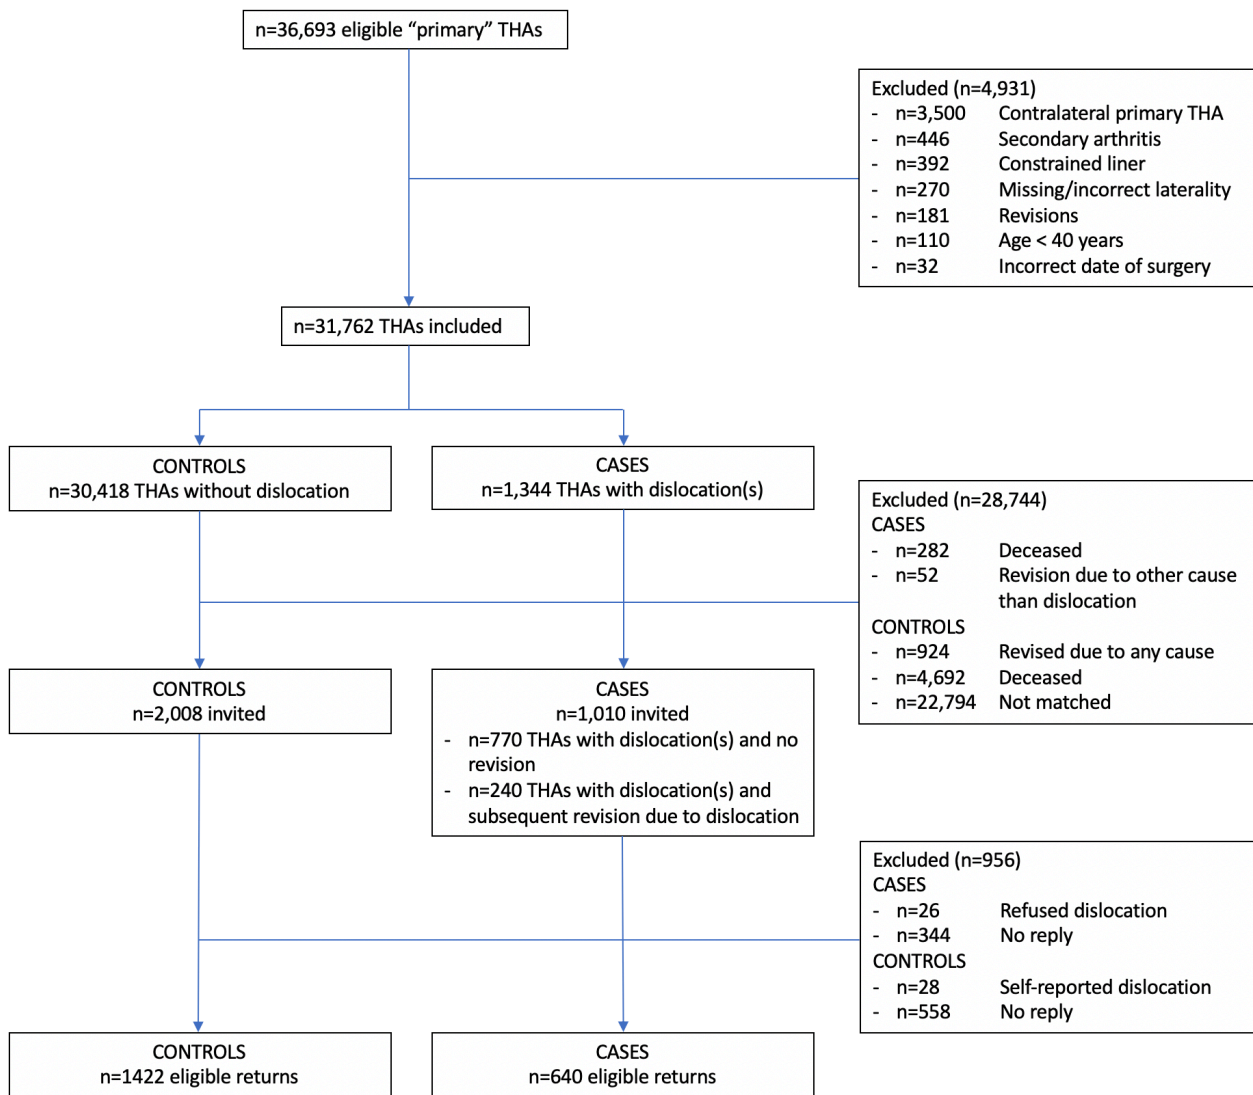 n=36,693 eligible “primary” THAs
Excluded (n=4,931)
- n=3,500 Contralateral primary THA
- n=446 Secondary arthritis
- n=392 Constrained liner
- n=270 Missing/incorrect laterality
- n=181 Revisions
- n=110 Age < 40 years
- n=32 Incorrect date of surgery
n=31,762 THAs included
CONTROLS
n=30,418 THAs without dislocation
CASES
n=1,344 THAs with dislocation(s)
Excluded (n=28,744)
CASES
- n=282 Deceased
- n=52 Revision due to other cause
than dislocation
CONTROLS
- n=924 Revised due to any cause
- n=4,692 Deceased
- n=22,794 Not matched
CONTROLS
n=2,008 invited
CASES
n=1,010 invited
- n=770 THAs with dislocation(s) and no
revision
- n=240 THAs with dislocation(s) and
subsequent revision due to dislocation
Excluded (n=956)
CASES
- n=26 Refused dislocation
- n=344 No reply
CONTROLS
- n=28 Self-reported dislocation
- n=558 No reply
CONTROLS
n=1422 eligible returns
CASES
n=640 eligible returns